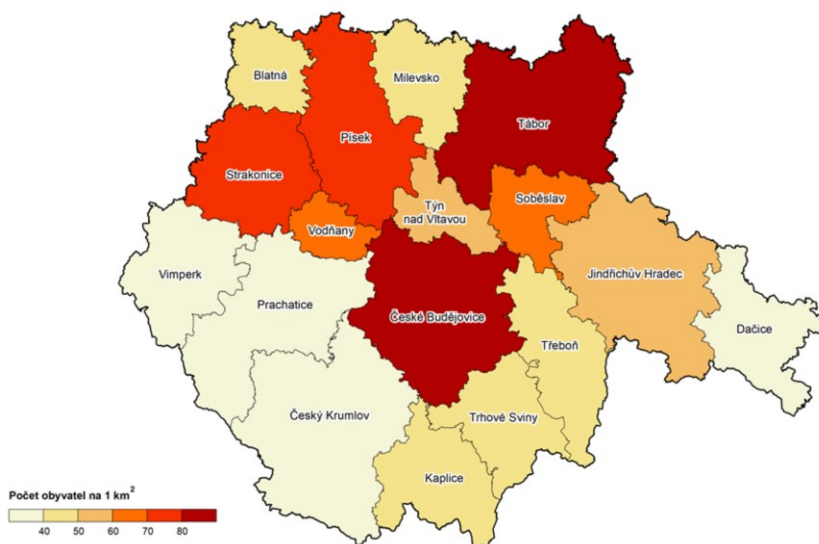 Blatná
Milevsko
Písek
Tábor
Strakonice
Týn
nad Vltavou
Soběslav
Vodňany
Vimperk
Jindřichův Hradec
Prachatice
České Budějovice
Dačice
Třeboň
Český Krumlov
Trhové Sviny
Kaplice
Počet obyvatel na 1 km²
40 50 60 70 80